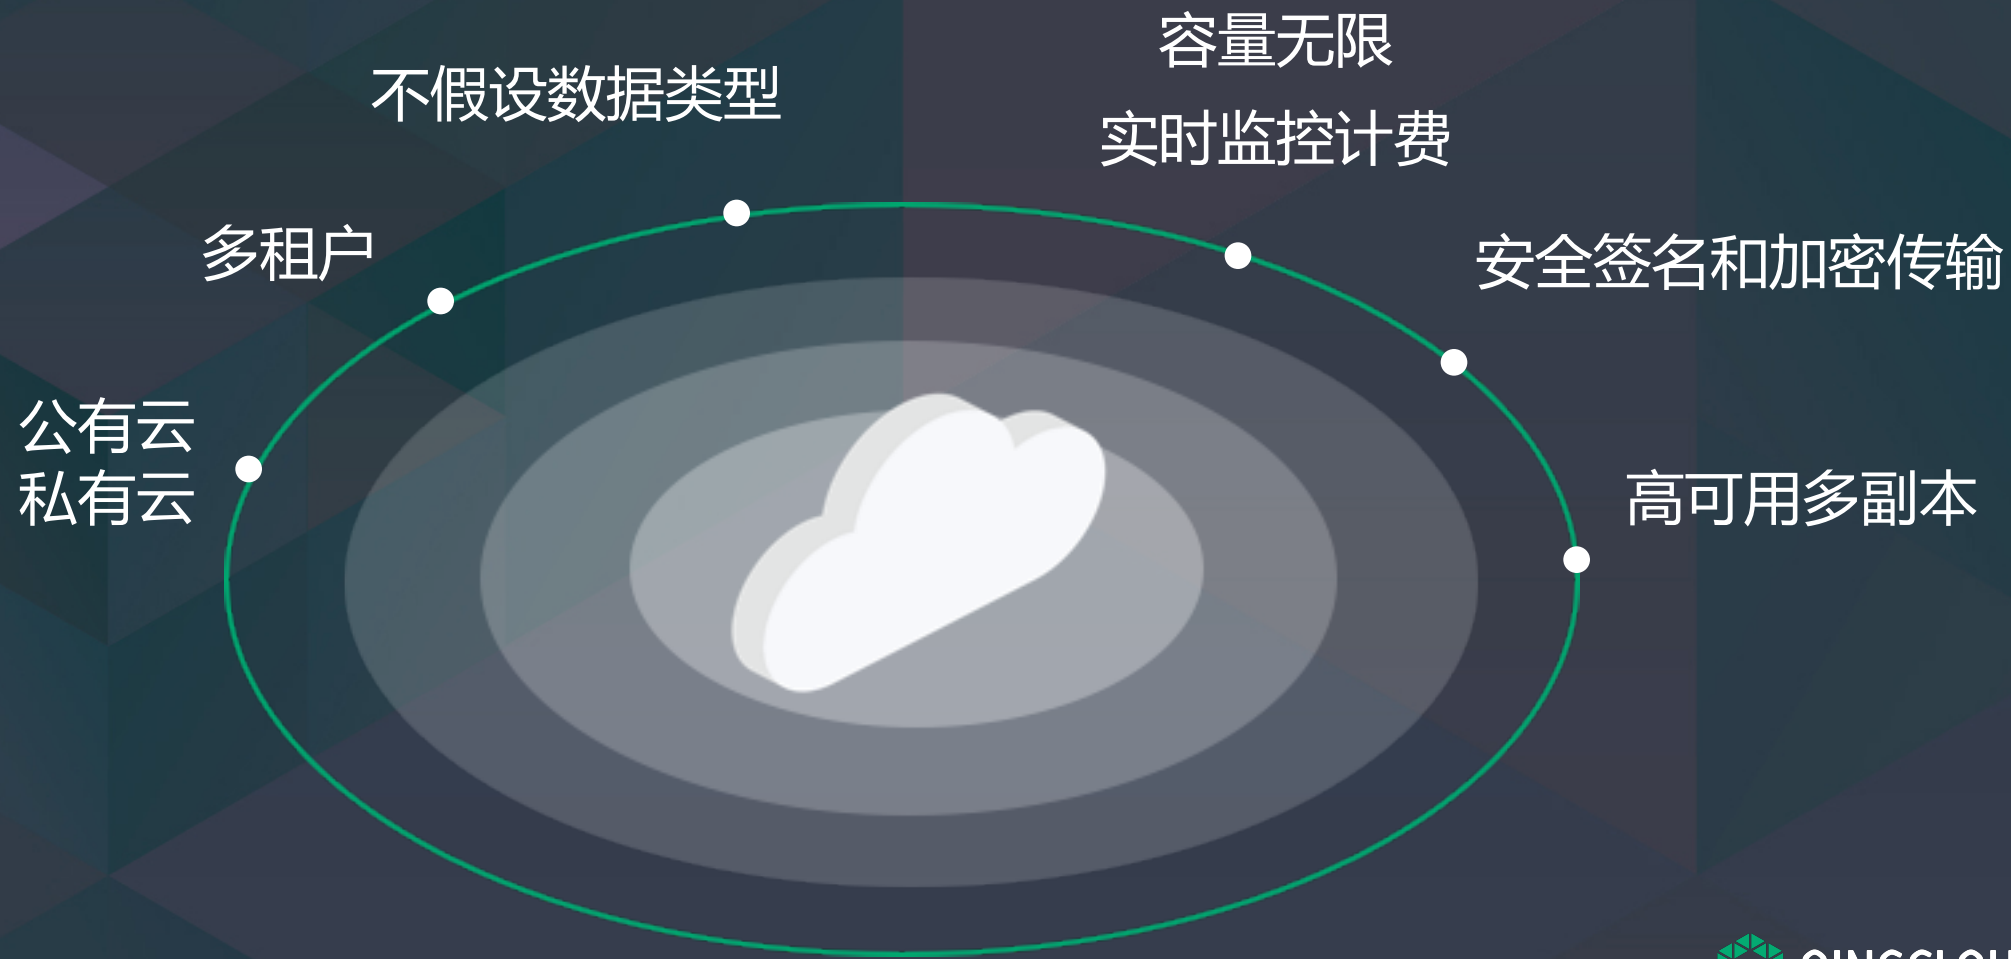 容量无限
不假设数据类型
实时监控计费
多租户
安全签名和加密传输
公有云
私有云
高可用多副本